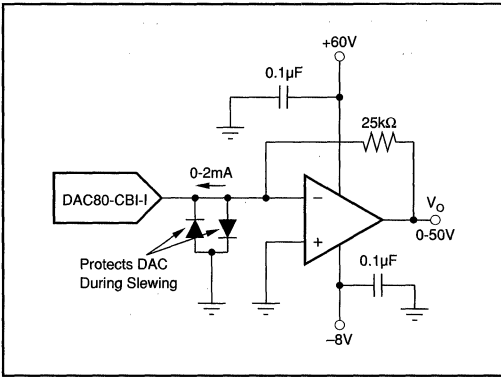 +60V
0.1µF
25kΩ
0-2mA
DAC80-CBI-I
−
+
VO
0-50V
Protects DAC
During Slewing
0.1µF
–8V